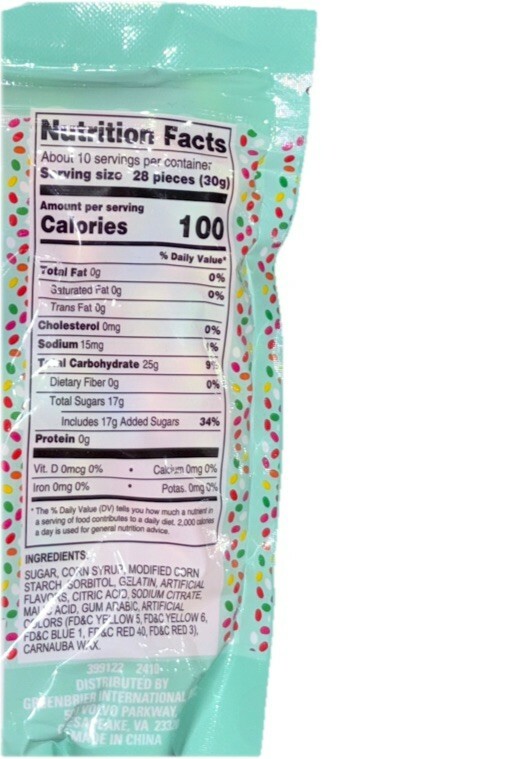 Nutrition Facts
About 10 servings per container
Serving size 28 pieces (30g)
Amount per serving
Calories 100
% Daily Value*
Total Fat 0g 0%
Saturated Fat 0g 0%
Trans Fat 0g
Cholesterol 0mg 0%
Sodium 15mg 1%
Total Carbohydrate 25g 9%
Dietary Fiber 0g 0%
Total Sugars 17g
Includes 17g Added Sugars 34%
Protein 0g
Vit. D 0mcg 0% • Calcium 0mg 0%
Iron 0mg 0% • Potas. 0mg 0%
* The % Daily Value (DV) tells you how much a nutrient in
a serving of food contributes to a daily diet. 2,000 calories
a day is used for general nutrition advice.
INGREDIENTS:
SUGAR, CORN SYRUP, MODIFIED CORN
STARCH, SORBITOL, GELATIN, ARTIFICIAL
FLAVORS, CITRIC ACID, SODIUM CITRATE,
MALIC ACID, GUM ARABIC, ARTIFICIAL
COLORS (FD&C YELLOW 5, FD&C YELLOW 6,
FD&C BLUE 1, FD&C RED 40, FD&C RED 3),
CARNAUBA WAX.
399122 2410
DISTRIBUTED BY
GREENBRIER INTERNATIONAL
VOLVO PARKWAY
CHESAPEAKE, VA
MADE IN CHINA